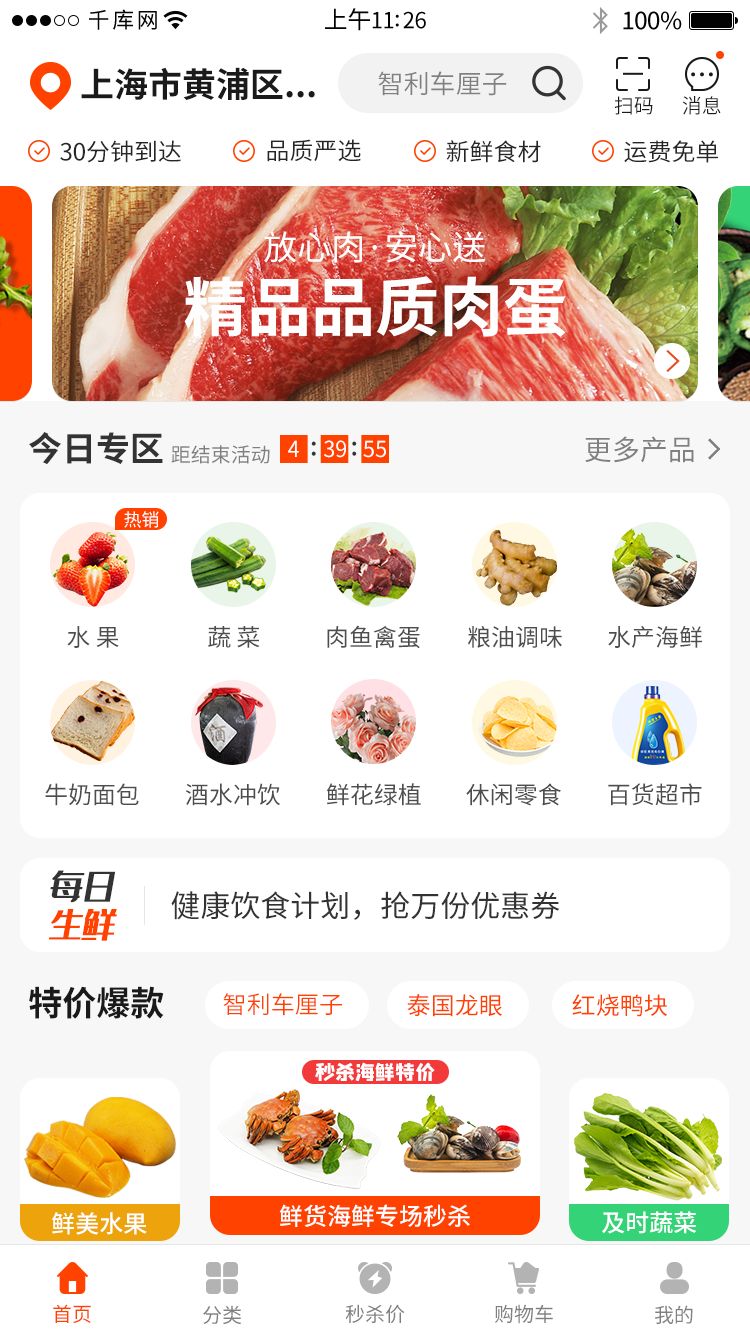 千库网 上午11:26 100%
上海市黄浦区... 智利车厘子 扫码 消息
30分钟到达 品质严选 新鲜食材 运费免单
放心肉·安心送
精品品质肉蛋
今日专区 距结束活动 4:39:55 更多产品
热销
水果 蔬菜 肉鱼禽蛋 粮油调味 水产海鲜
酒
牛奶面包 酒水冲饮 鲜花绿植 休闲零食 百货超市
每日
生鲜
健康饮食计划，抢万份优惠券
特价爆款 智利车厘子 泰国龙眼 红烧鸭块
秒杀海鲜特价
鲜美水果 鲜货海鲜专场秒杀 及时蔬菜
首页 分类 秒杀价 购物车 我的